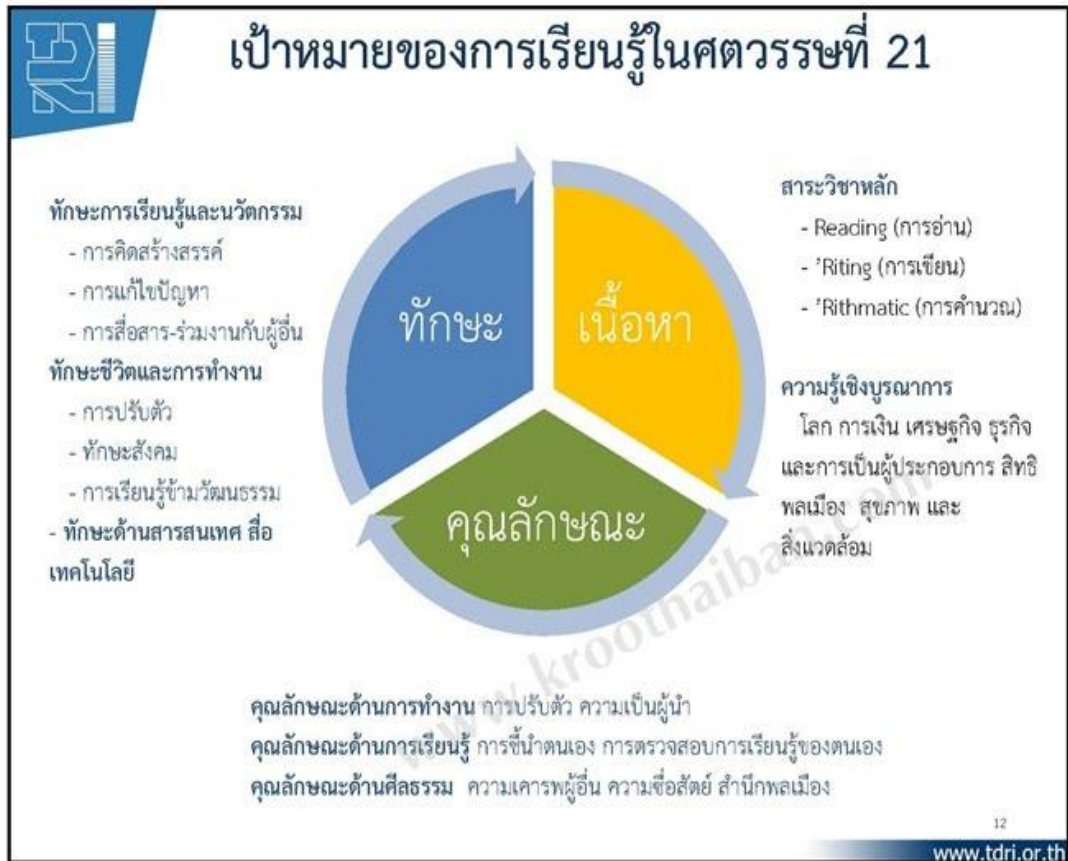 เป้าหมายของการเรียนรู้ในศตวรรษที่ 21
ทักษะการเรียนรู้และนวัตกรรม
- การคิดสร้างสรรค์
- การแก้ไขปัญหา
- การสื่อสาร-ร่วมงานกับผู้อื่น
ทักษะชีวิตและการทำงาน
- การปรับตัว
- ทักษะสังคม
- การเรียนรู้ข้ามวัฒนธรรม
- ทักษะด้านสารสนเทศ สื่อ
เทคโนโลยี
ทักษะ
เนื้อหา
คุณลักษณะ
สาระวิชาหลัก
- Reading (การอ่าน)
- 'Riting (การเขียน)
- 'Rithmatic (การคำนวณ)
ความรู้เชิงบูรณาการ
โลก การเงิน เศรษฐกิจ ธุรกิจ
และการเป็นผู้ประกอบการ สิทธิ
พลเมือง สุขภาพ และ
สิ่งแวดล้อม
คุณลักษณะด้านการทำงาน การปรับตัว ความเป็นผู้นำ
คุณลักษณะด้านการเรียนรู้ การชี้นำตนเอง การตรวจสอบการเรียนรู้ของตนเอง
คุณลักษณะด้านศีลธรรม ความเคารพผู้อื่น ความซื่อสัตย์ สำนึกพลเมือง
www.kroothaiban.com
12
www.tdri.or.th